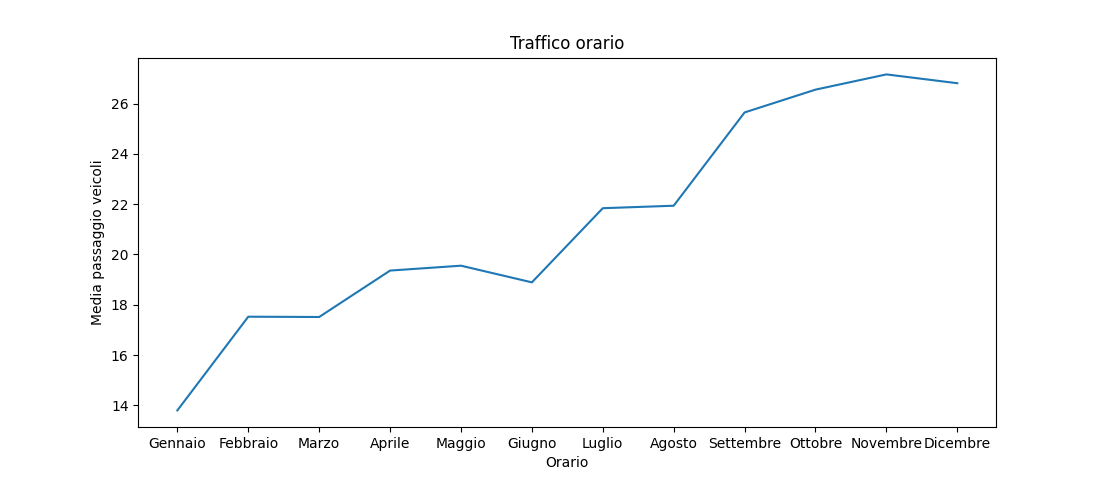 Traffico orario
Media passaggio veicoli
26
24
22
20
18
16
14
Gennaio Febbraio Marzo Aprile Maggio Giugno Luglio Agosto Settembre Ottobre Novembre Dicembre
Orario